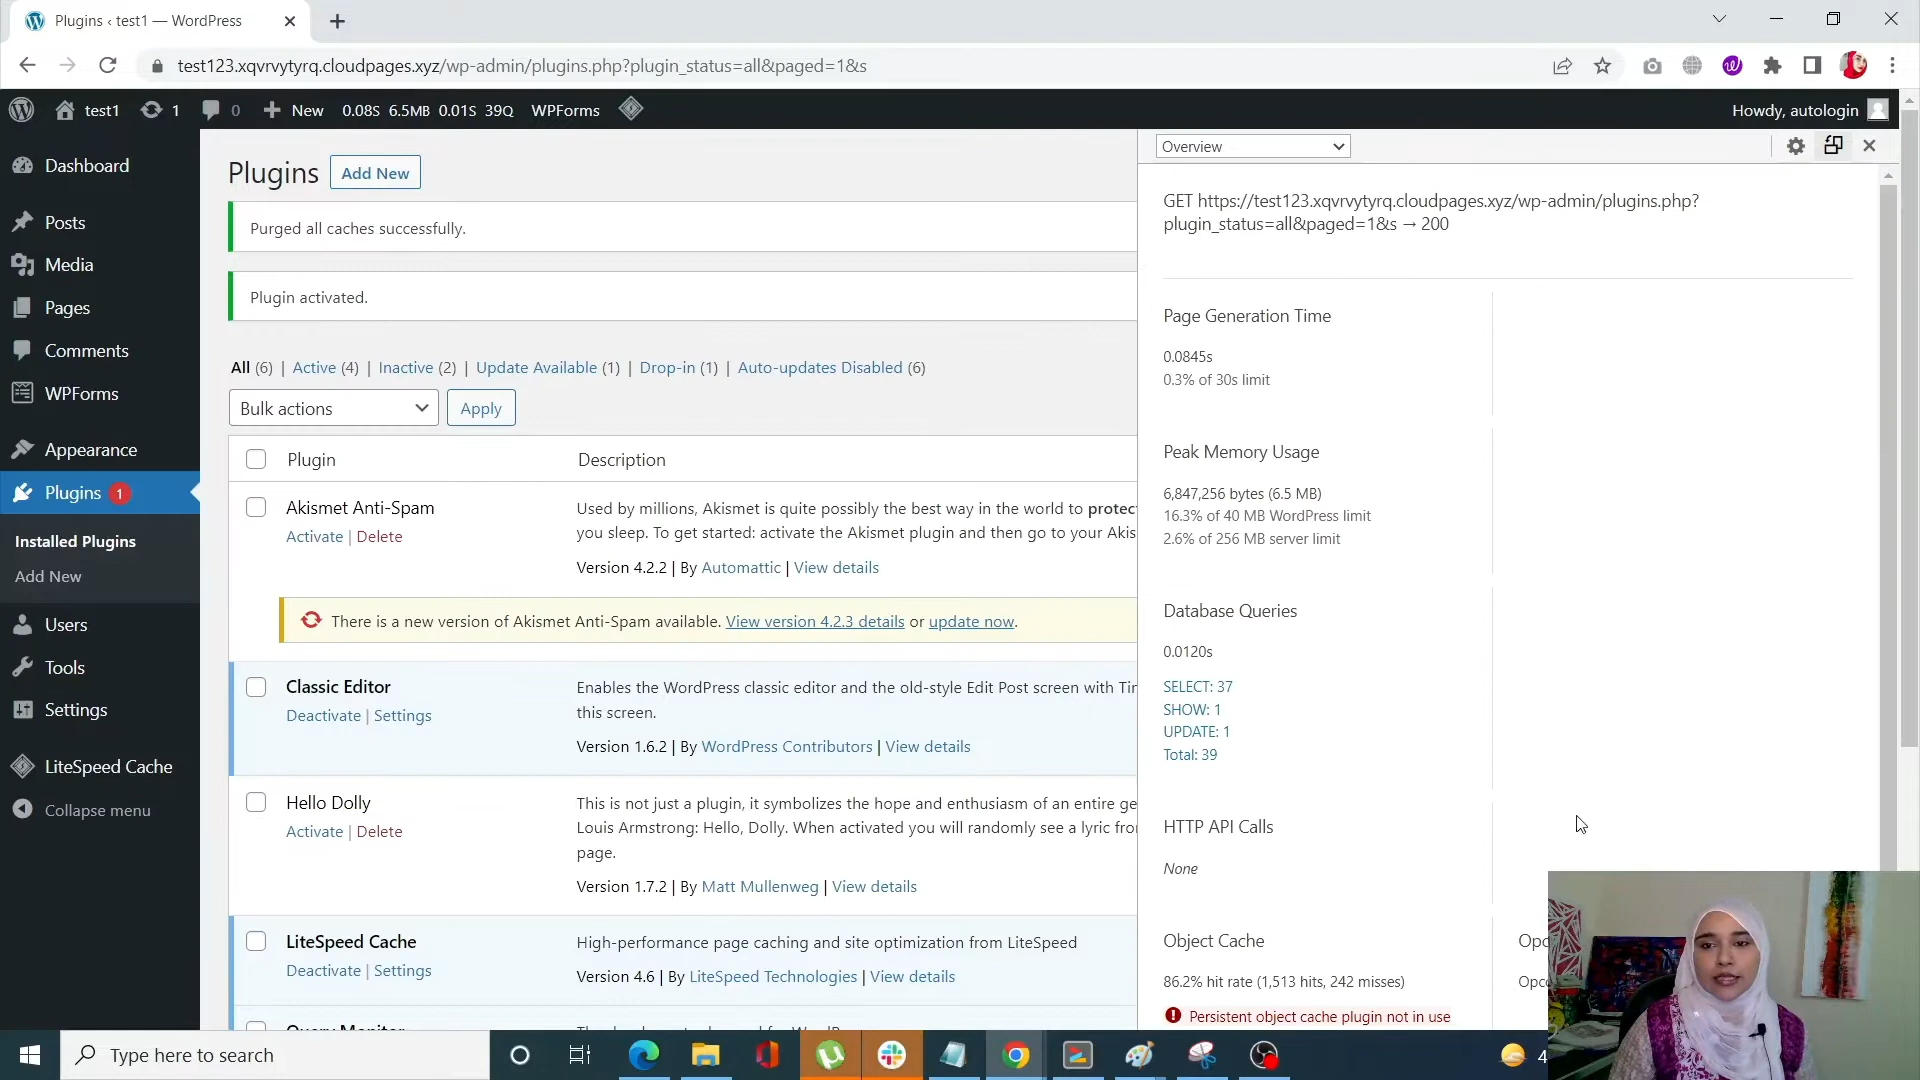 Plugins ‹ test1 — WordPress
test123.xqvrvytyrq.cloudpages.xyz/wp-admin/plugins.php?plugin_status=all&paged=1&s
test1
1
0
New
0.08S 6.5MB 0.01S 39Q
WPForms
Howdy, autologin
Dashboard
Posts
Media
Pages
Comments
WPForms
Appearance
Plugins 1
Installed Plugins
Add New
Users
Tools
Settings
LiteSpeed Cache
Collapse menu
Plugins
Add New
Purged all caches successfully.
Plugin activated.
All (6) | Active (4) | Inactive (2) | Update Available (1) | Drop-in (1) | Auto-updates Disabled (6)
Bulk actions
Apply
Plugin
Description
Akismet Anti-Spam
Activate | Delete
Used by millions, Akismet is quite possibly the best way in the world to protec
you sleep. To get started: activate the Akismet plugin and then go to your Akis
Version 4.2.2 | By Automattic | View details
There is a new version of Akismet Anti-Spam available. View version 4.2.3 details or update now.
Classic Editor
Deactivate | Settings
Enables the WordPress classic editor and the old-style Edit Post screen with Tin
this screen.
Version 1.6.2 | By WordPress Contributors | View details
Hello Dolly
Activate | Delete
This is not just a plugin, it symbolizes the hope and enthusiasm of an entire ge
Louis Armstrong: Hello, Dolly. When activated you will randomly see a lyric fro
page.
Version 1.7.2 | By Matt Mullenweg | View details
LiteSpeed Cache
Deactivate | Settings
High-performance page caching and site optimization from LiteSpeed
Version 4.6 | By LiteSpeed Technologies | View details
Overview
GET https://test123.xqvrvytyrq.cloudpages.xyz/wp-admin/plugins.php?
plugin_status=all&paged=1&s → 200
Page Generation Time
0.0845s
0.3% of 30s limit
Peak Memory Usage
6,847,256 bytes (6.5 MB)
16.3% of 40 MB WordPress limit
2.6% of 256 MB server limit
Database Queries
0.0120s
SELECT: 37
SHOW: 1
UPDATE: 1
Total: 39
HTTP API Calls
None
Object Cache
86.2% hit rate (1,513 hits, 242 misses)
Persistent object cache plugin not in use
Opc
Opco
Type here to search
4